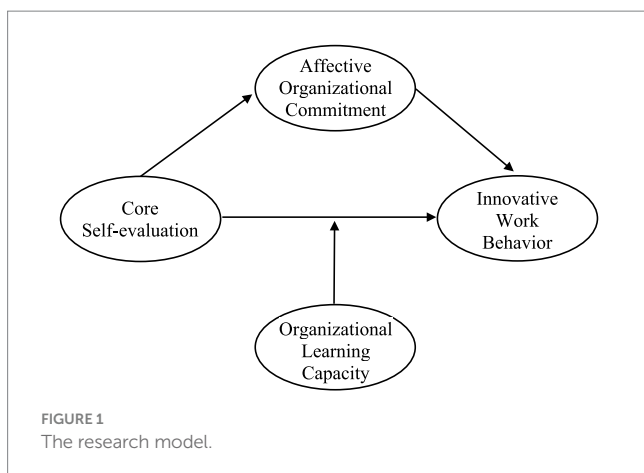 Affective
Organizational
Commitment
Core
Self-evaluation
Innovative
Work
Behavior
Organizational
Learning
Capacity
FIGURE 1
The research model.